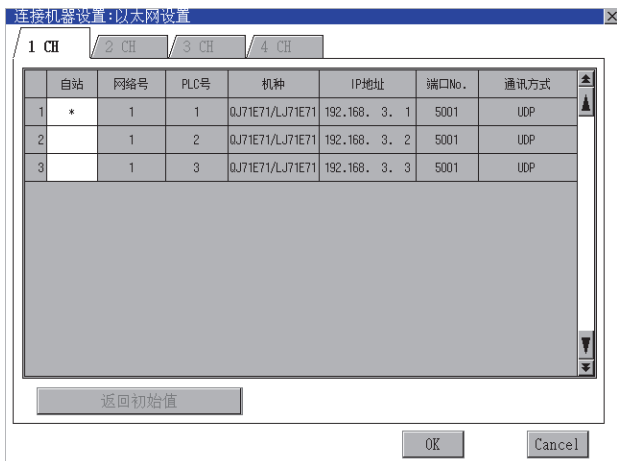 连接机器设置:以太网设置
1 CH 2 CH 3 CH 4 CH
自站 网络号 PLC号 机种 IP地址 端口No. 通讯方式
1 * 1 1 QJ71E71/LJ71E71 192.168. 3. 1 5001 UDP
2 1 2 QJ71E71/LJ71E71 192.168. 3. 2 5001 UDP
3 1 3 QJ71E71/LJ71E71 192.168. 3. 3 5001 UDP
返回初始值
OK Cancel